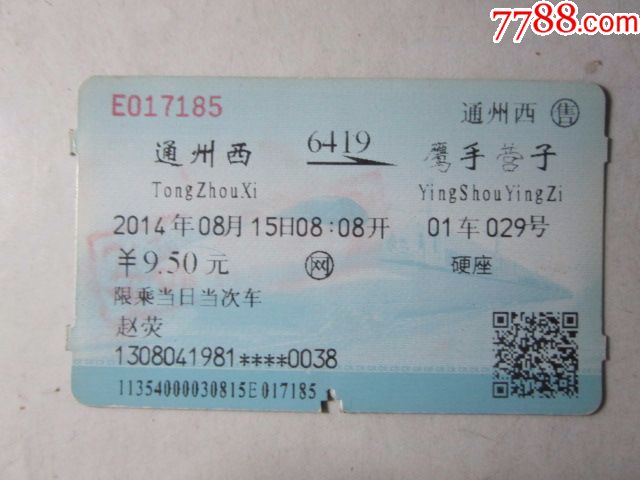 7788.com
E017185
通州西 售
通州西 6419 鹰手营子
TongZhouXi YingShouYingZi
2014年08月15日08:08开 01车029号
￥9.50元 网 硬座
限乘当日当次车
赵荧
1308041981****0038
11354000030815E017185